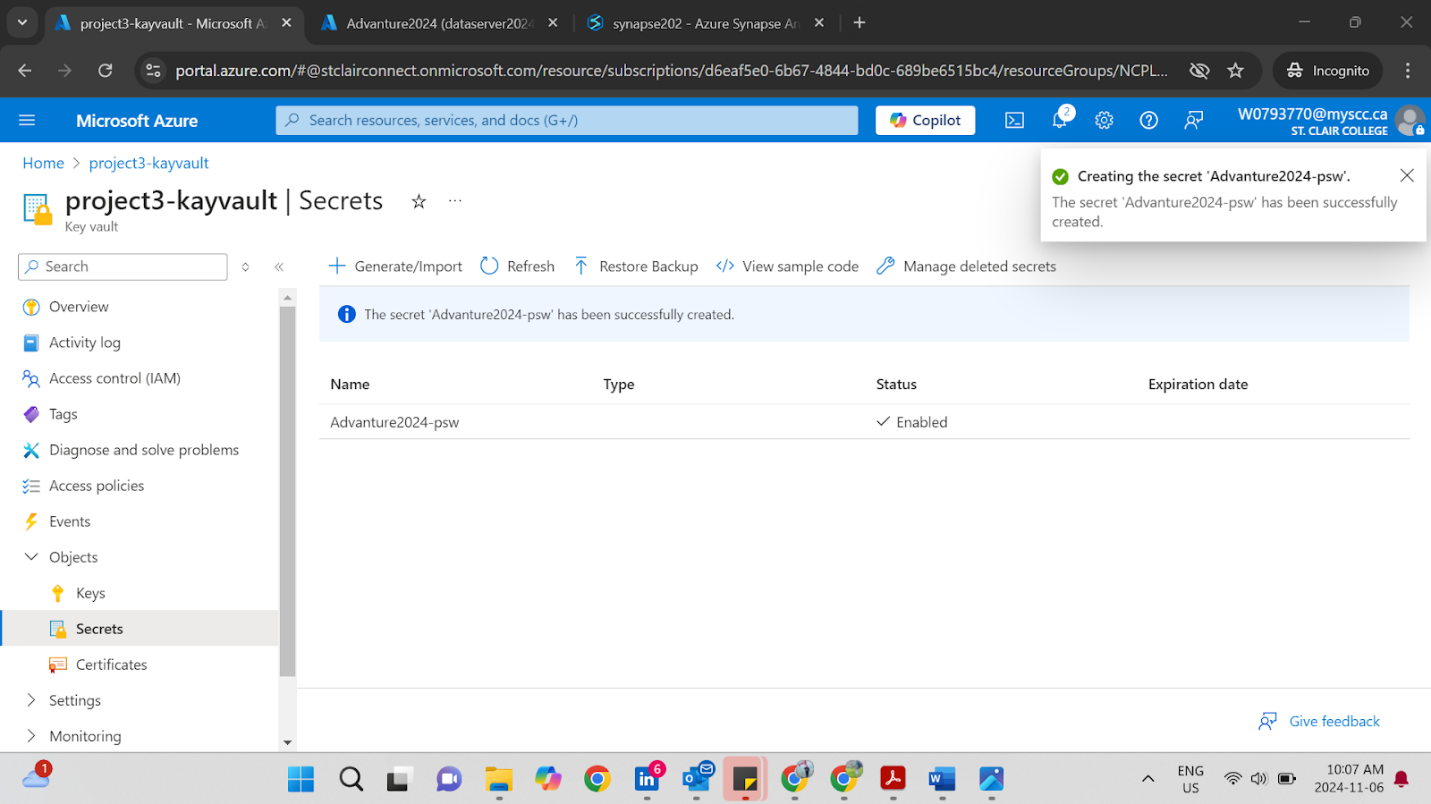 project3-kayvault - Microsoft A
Advanture2024 (dataserver2024
synapse202 - Azure Synapse An
portal.azure.com/#@stclairconnect.onmicrosoft.com/resource/subscriptions/d6eaf5e0-6b67-4844-bd0c-689be6515bc4/resourceGroups/NCPL...
Incognito
Microsoft Azure
Search resources, services, and docs (G+/)
Copilot
2
W0793770@myscc.ca
ST. CLAIR COLLEGE
Home > project3-kayvault
project3-kayvault | Secrets
...
Key vault
Creating the secret 'Advanture2024-psw'.
The secret 'Advanture2024-psw' has been successfully
created.
Search
Generate/Import
Refresh
Restore Backup
View sample code
Manage deleted secrets
The secret 'Advanture2024-psw' has been successfully created.
Overview
Activity log
Access control (IAM)
Tags
Diagnose and solve problems
Access policies
Events
Objects
Keys
Secrets
Certificates
Settings
Monitoring
Name Type Status Expiration date
Advanture2024-psw Enabled
Give feedback
1
6
ENG
US
10:07 AM
2024-11-06